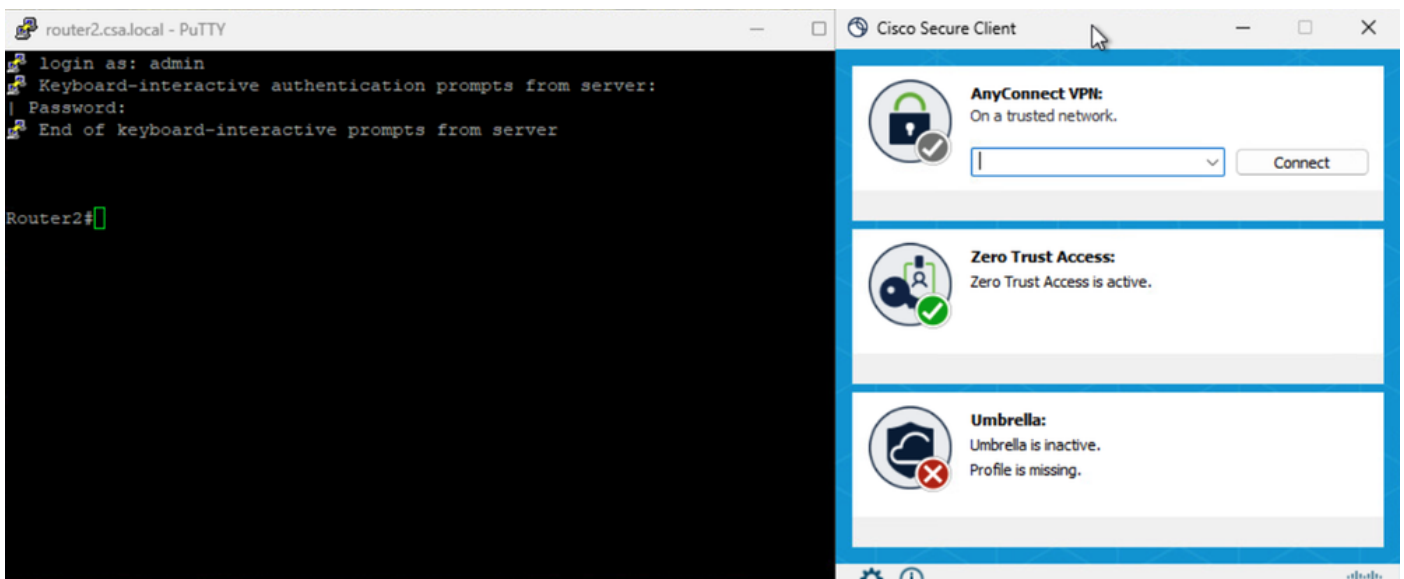 router2.csa.local - PuTTY
login as: admin
Keyboard-interactive authentication prompts from server:
| Password:
End of keyboard-interactive prompts from server
Router2#
Cisco Secure Client
AnyConnect VPN:
On a trusted network.
Connect
Zero Trust Access:
Zero Trust Access is active.
Umbrella:
Umbrella is inactive.
Profile is missing.